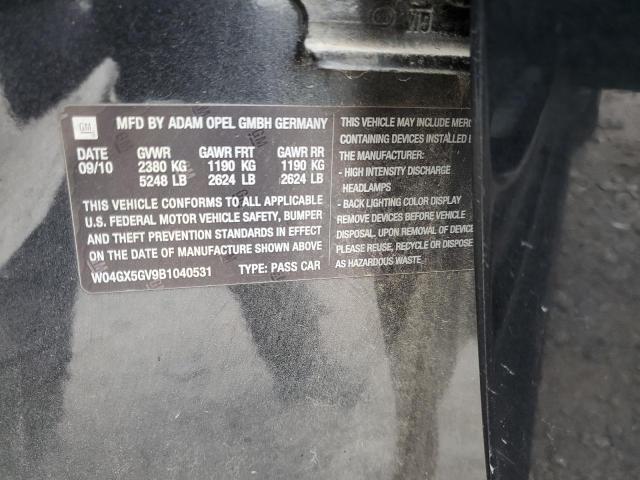 GM
MFD BY ADAM OPEL GMBH GERMANY
DATE GVWR GAWR FRT GAWR RR
09/10 2380 KG 1190 KG 1190 KG
5248 LB 2624 LB 2624 LB
THIS VEHICLE CONFORMS TO ALL APPLICABLE
U.S. FEDERAL MOTOR VEHICLE SAFETY, BUMPER
AND THEFT PREVENTION STANDARDS IN EFFECT
ON THE DATE OF MANUFACTURE SHOWN ABOVE
W04GX5GV9B1040531 TYPE: PASS CAR
THIS VEHICLE MAY INCLUDE MERC
CONTAINING DEVICES INSTALLED
THE MANUFACTURER:
- HIGH INTENSITY DISCHARGE
HEADLAMPS
- BACK LIGHTING COLOR DISPLAY
REMOVE DEVICES BEFORE VEHICLE
DISPOSAL. UPON REMOVAL OF DEVICE
PLEASE REUSE, RECYCLE OR DISPOSE
AS HAZARDOUS WASTE.